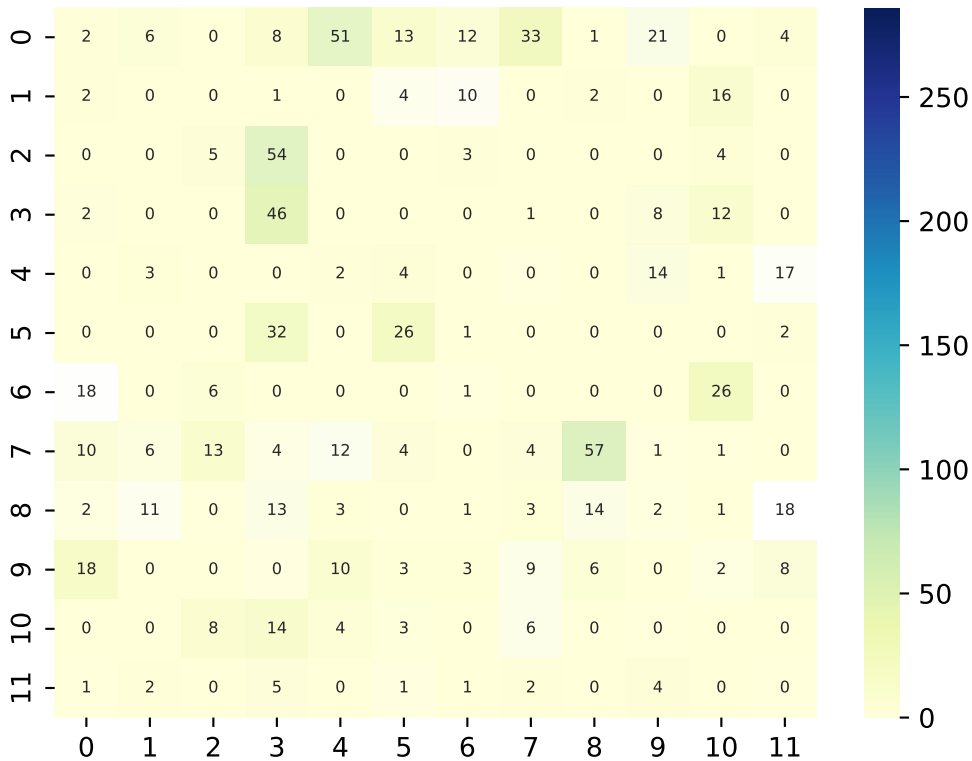 0 2 6 0 8 51 13 12 33 1 21 0 4
1 2 0 0 1 0 4 10 0 2 0 16 0
2 0 0 5 54 0 0 3 0 0 0 4 0
3 2 0 0 46 0 0 0 1 0 8 12 0
4 0 3 0 0 2 4 0 0 0 14 1 17
5 0 0 0 32 0 26 1 0 0 0 0 2
6 18 0 6 0 0 0 1 0 0 0 26 0
7 10 6 13 4 12 4 0 4 57 1 1 0
8 2 11 0 13 3 0 1 3 14 2 1 18
9 18 0 0 0 10 3 3 9 6 0 2 8
10 0 0 8 14 4 3 0 6 0 0 0 0
11 1 2 0 5 0 1 1 2 0 4 0 0
0 1 2 3 4 5 6 7 8 9 10 11
250
200
150
100
50
0